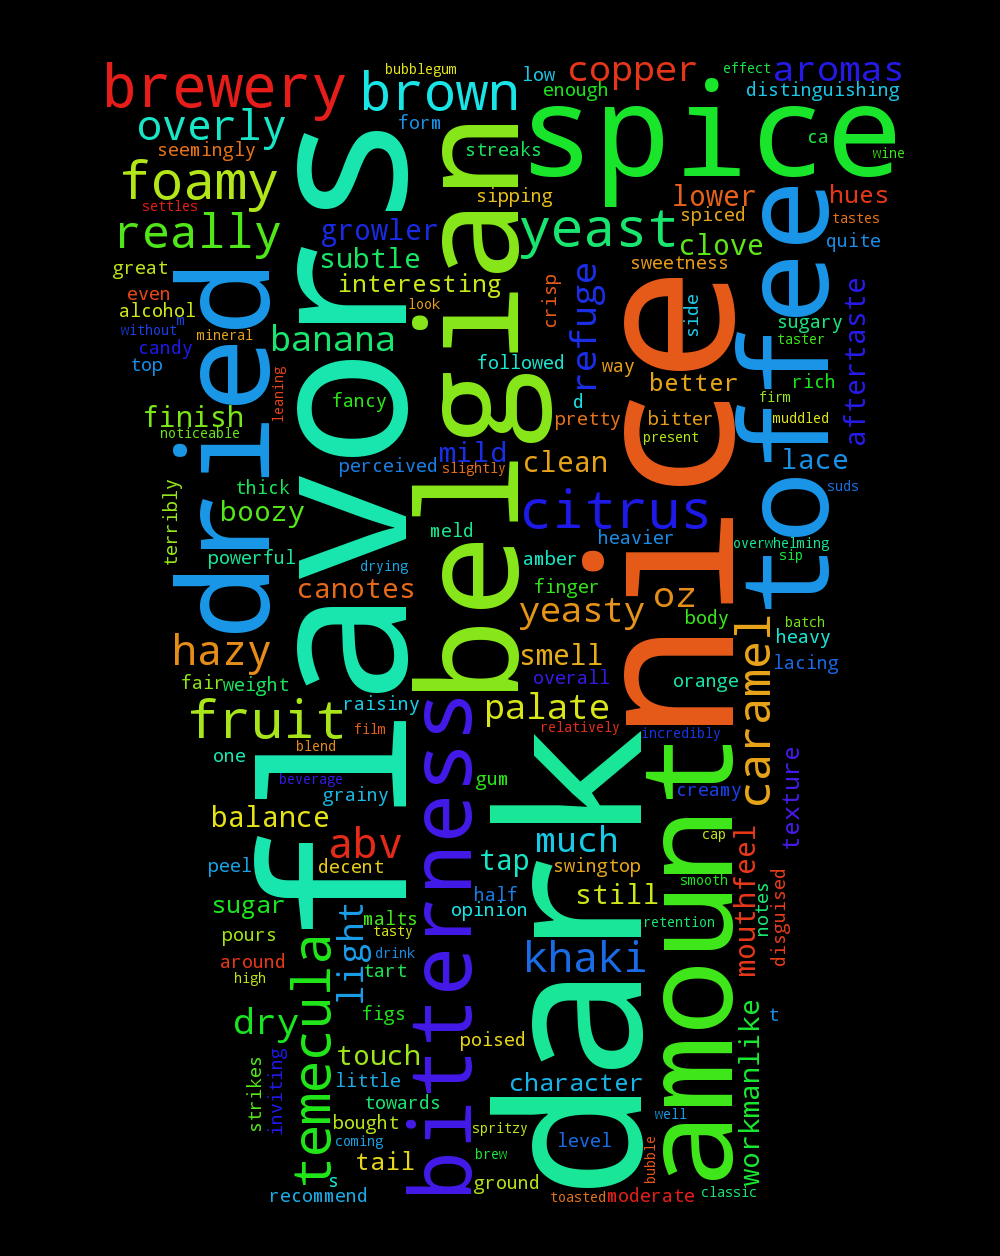 bubblegum
effect
brewery
brown
low
copper
aromas
enough
distinguishing
overly
form
spice
ca
seemingly
streaks
wine
foamy
sipping
lower
hues
settles
spiced
tastes
really
growler
yeast
clove
quite
flavors
belgian
subtle
sweetness
great
interesting
crisp
refuge
side
aftertaste
even
look
alcohol
m
without
mineral
banana
sugary
candy
taster
top
followed
way
dried
nice
toffee
leaning
fancy
d
better
rich
firm
finish
pretty
bitter
muddled
noticeable
mild
present
perceived
slightly
clean
lace
terribly
thick
suds
boozy
citrus
meld
heavier
overwhelming
powerful
drying
amber
sip
canotes
finger
oz
yeasty
body
batch
hazy
caramel
heavy
smell
lacing
fair
weight
overall
orange
raisiny
palate
fruit
film
relatively
incredibly
blend
one
bitterness
dark
amount
texture
beverage
gum
grainy
creamy
balance
abv
much
cap
mouthfeel
peel
decent
tap
swingtop
smooth
half
still
notes
disguised
sugar
light
malts
opinion
retention
pours
tasty
temecula
drink
khaki
around
tart
high
dry
figs
t
workmanlike
poised
touch
strikes
inviting
little
character
towards
well
bought
spritzy
coming
level
brew
bubble
tail
s
ground
recommend
toasted
moderate
classic